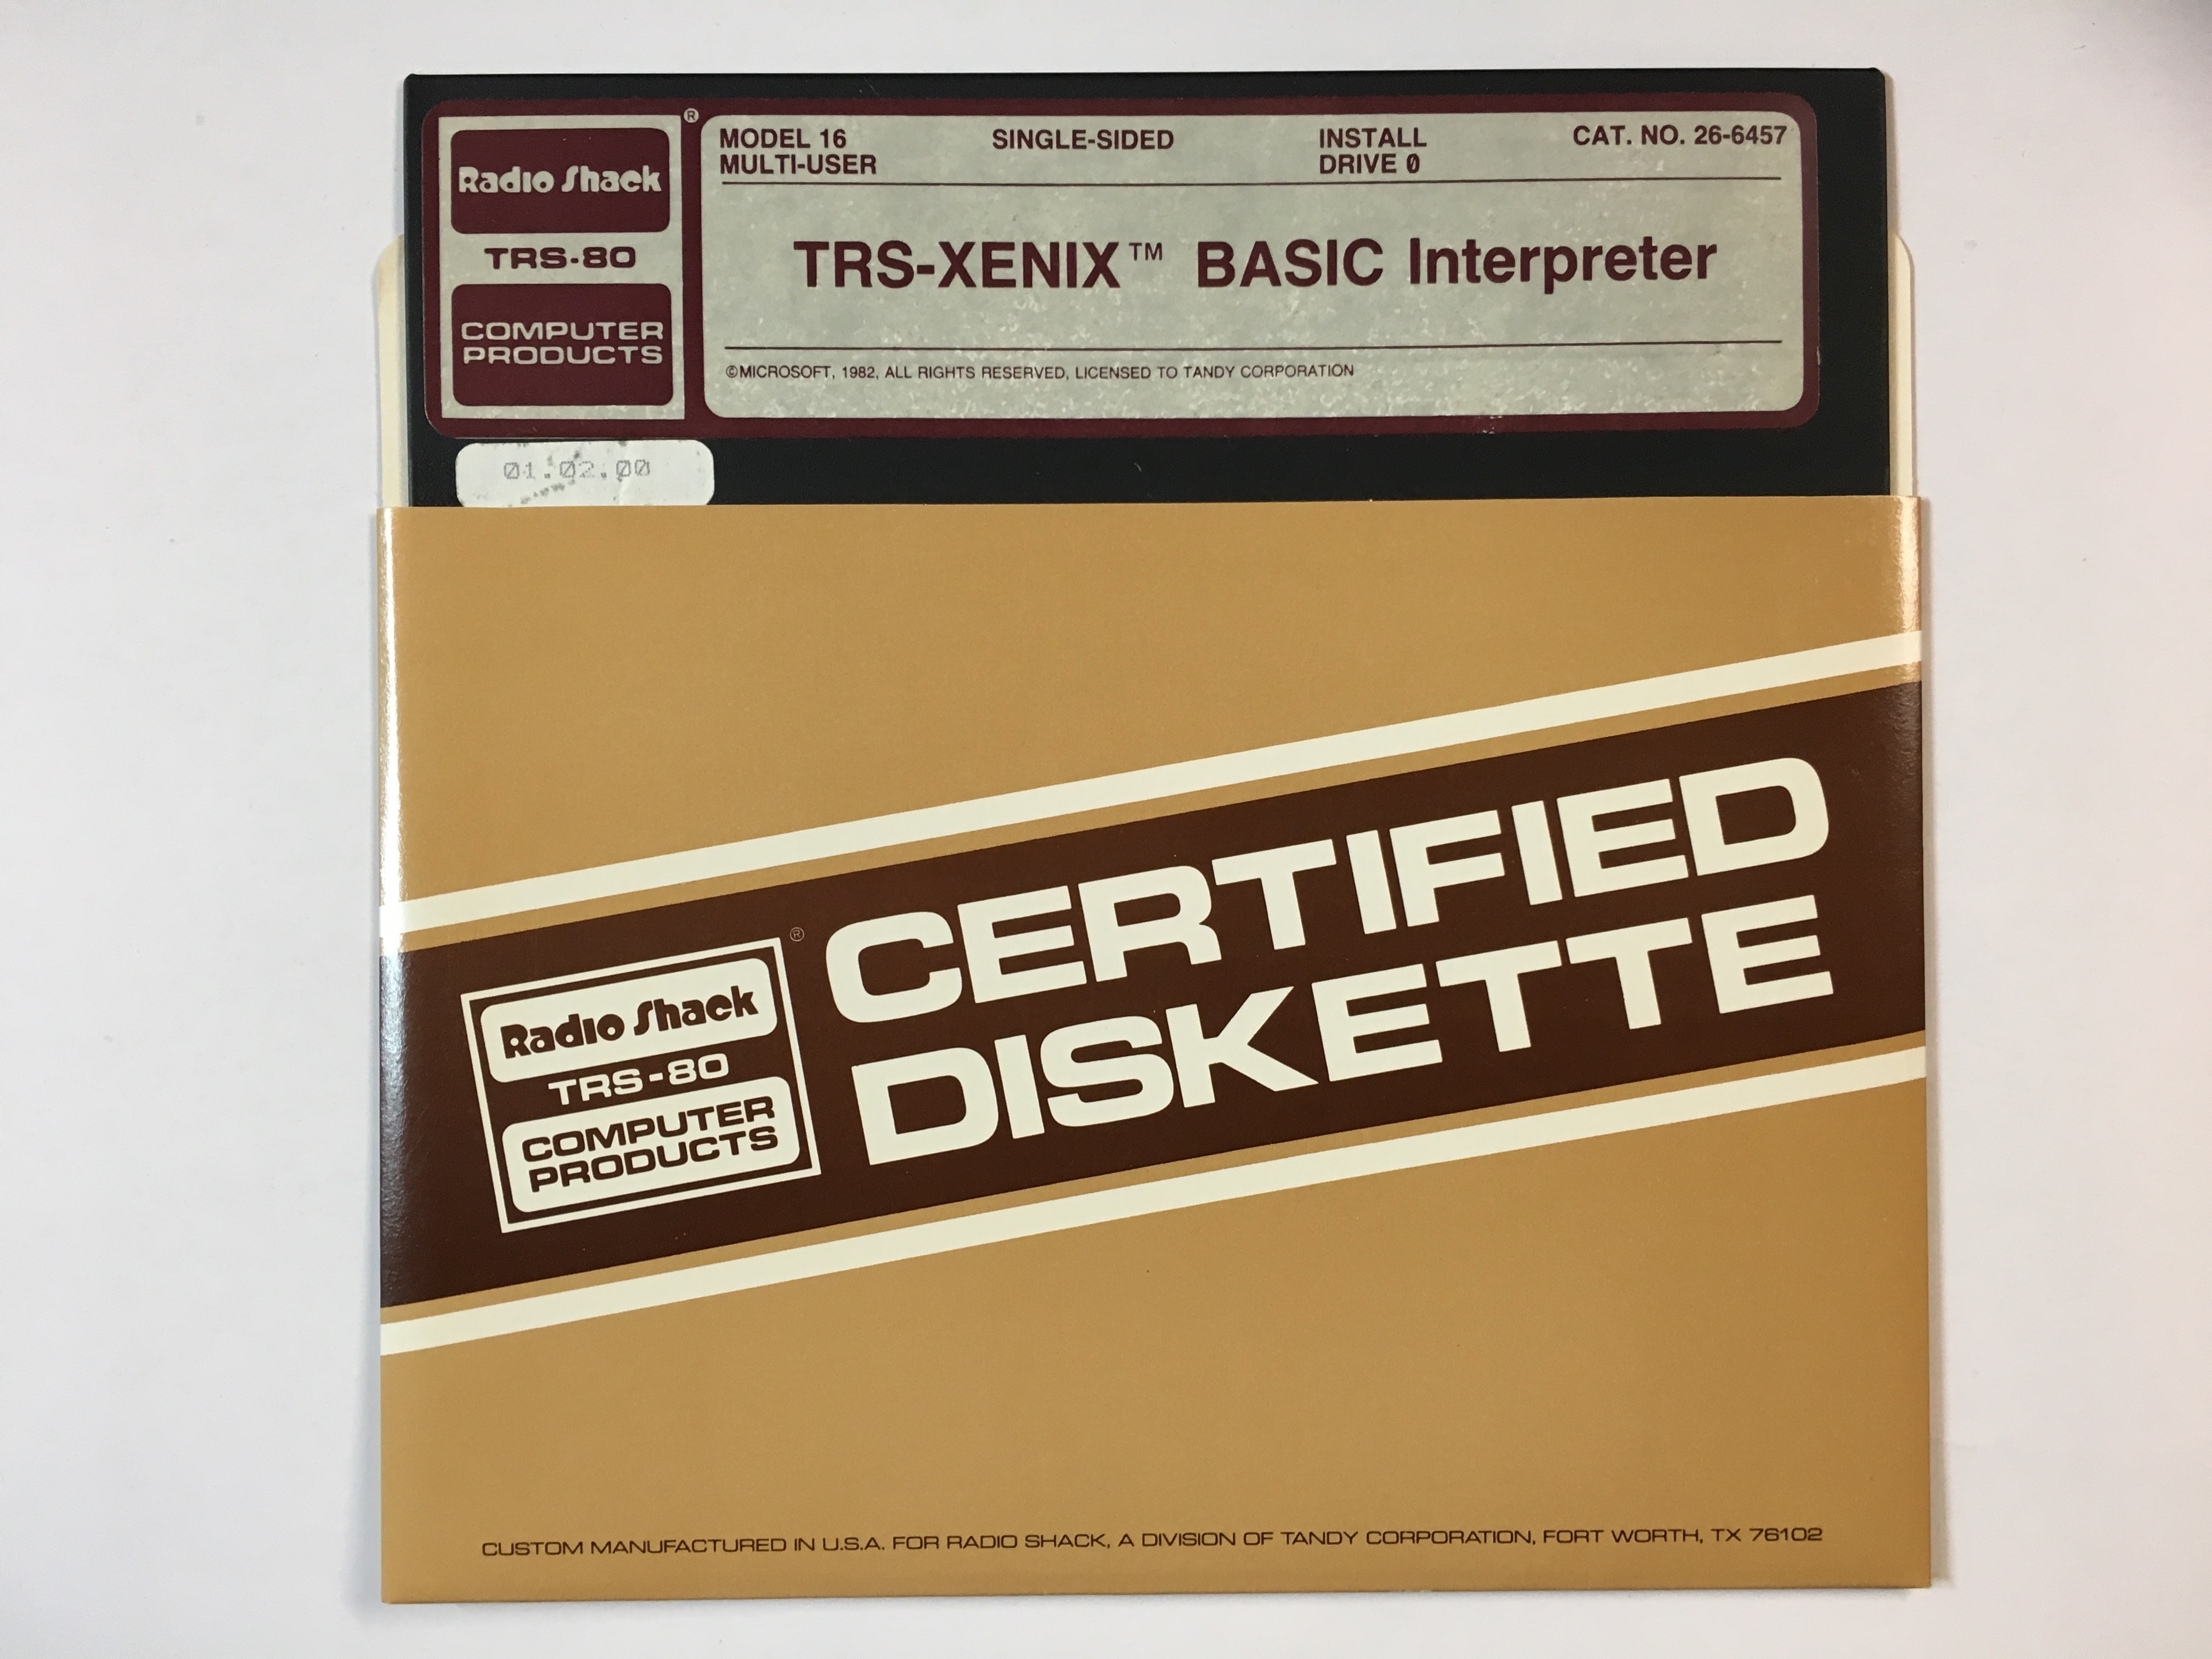 Radio Shack
®
TRS-80
COMPUTER
PRODUCTS
MODEL 16
MULTI-USER
SINGLE-SIDED
INSTALL
DRIVE 0
CAT. NO. 26-6457
TRS-XENIX™ BASIC Interpreter
©MICROSOFT, 1982, ALL RIGHTS RESERVED, LICENSED TO TANDY CORPORATION
01.02.00
Radio Shack
®
TRS-80
COMPUTER
PRODUCTS
CERTIFIED
DISKETTE
CUSTOM MANUFACTURED IN U.S.A. FOR RADIO SHACK, A DIVISION OF TANDY CORPORATION, FORT WORTH, TX 76102